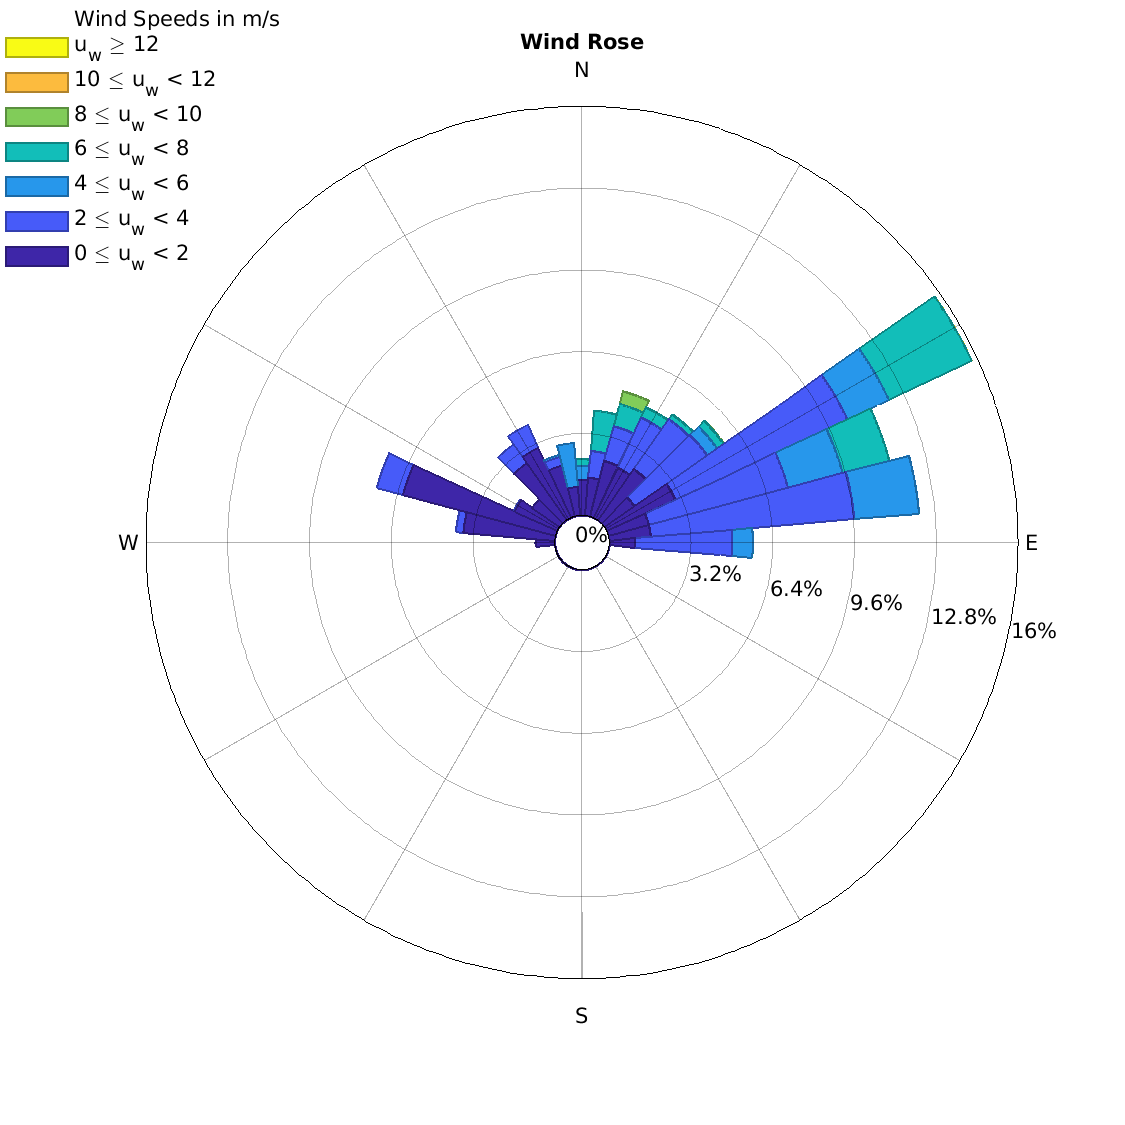 Wind Speeds in m/s
u_w ≥ 12
10 ≤ u_w < 12
8 ≤ u_w < 10
6 ≤ u_w < 8
4 ≤ u_w < 6
2 ≤ u_w < 4
0 ≤ u_w < 2
Wind Rose
N
W
0%
E
3.2%
6.4%
9.6%
12.8%
16%
S